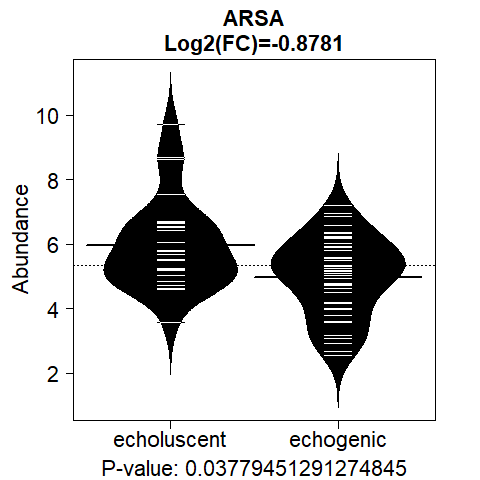 ARSA
Log2(FC)=-0.8781
Abundance
10
8
6
4
2
echoluscent
echogenic
P-value: 0.03779451291274845